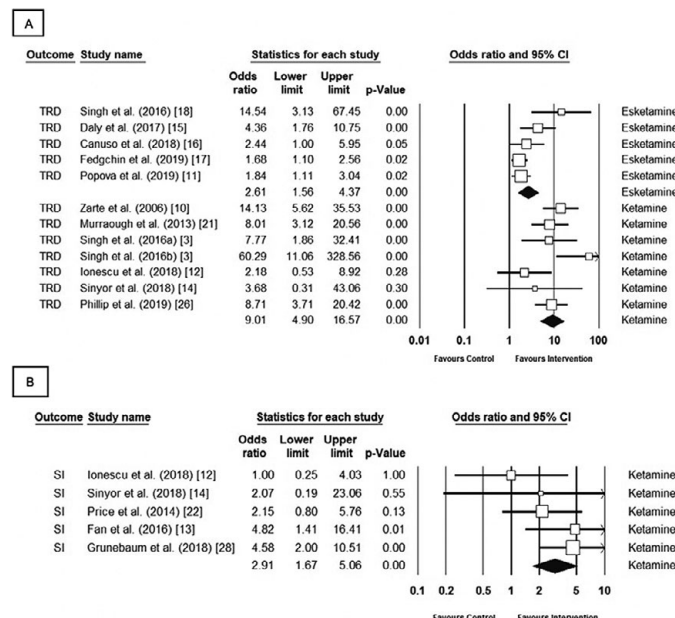 A
Outcome Study name Statistics for each study Odds ratio and 95% CI
Odds ratio Lower limit Upper limit p-Value
TRD Singh et al. (2016) [18] 14.54 3.13 67.45 0.00 Esketamine
TRD Daly et al. (2017) [15] 4.36 1.76 10.75 0.00 Esketamine
TRD Canuso et al. (2018) [16] 2.44 1.00 5.95 0.05 Esketamine
TRD Fedgchin et al. (2019) [17] 1.68 1.10 2.56 0.02 Esketamine
TRD Popova et al. (2019) [11] 1.84 1.11 3.04 0.02 Esketamine
2.61 1.56 4.37 0.00 Esketamine
TRD Zarte et al. (2006) [10] 14.13 5.62 35.53 0.00 Ketamine
TRD Murraough et al. (2013) [21] 8.01 3.12 20.56 0.00 Ketamine
TRD Singh et al. (2016a) [3] 7.77 1.86 32.41 0.00 Ketamine
TRD Singh et al. (2016b) [3] 60.29 11.06 328.56 0.00 Ketamine
TRD Ionescu et al. (2018) [12] 2.18 0.53 8.92 0.28 Ketamine
TRD Sinyor et al. (2018) [14] 3.68 0.31 43.06 0.30 Ketamine
TRD Phillip et al. (2019) [26] 8.71 3.71 20.42 0.00 Ketamine
9.01 4.90 16.57 0.00 Ketamine
0.01 0.1 1 10 100
Favours Control Favours Intervention
B
Outcome Study name Statistics for each study Odds ratio and 95% CI
Odds ratio Lower limit Upper limit p-Value
SI Ionescu et al. (2018) [12] 1.00 0.25 4.03 1.00 Ketamine
SI Sinyor et al. (2018) [14] 2.07 0.19 23.06 0.55 Ketamine
SI Price et al. (2014) [22] 2.15 0.80 5.76 0.13 Ketamine
SI Fan et al. (2016) [13] 4.82 1.41 16.41 0.01 Ketamine
SI Grunebaum et al. (2018) [28] 4.58 2.00 10.51 0.00 Ketamine
2.91 1.67 5.06 0.00 Ketamine
0.1 0.2 0.5 1 2 5 10
Favours Control Favours Intervention